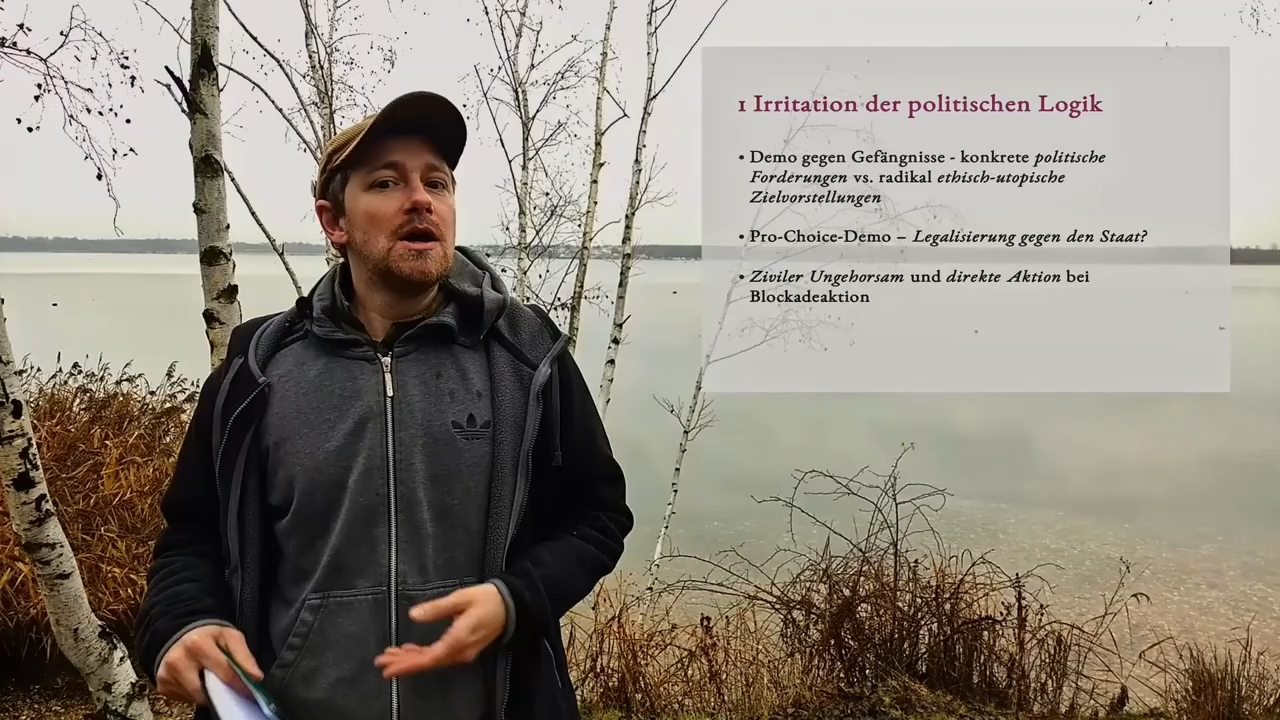 1 Irritation der politischen Logik
• Demo gegen Gefängnisse - konkrete politische
Forderungen vs. radikal ethisch-utopische
Zielvorstellungen
• Pro-Choice-Demo – Legalisierung gegen den Staat?
• Ziviler Ungehorsam und direkte Aktion bei
Blockadeaktion